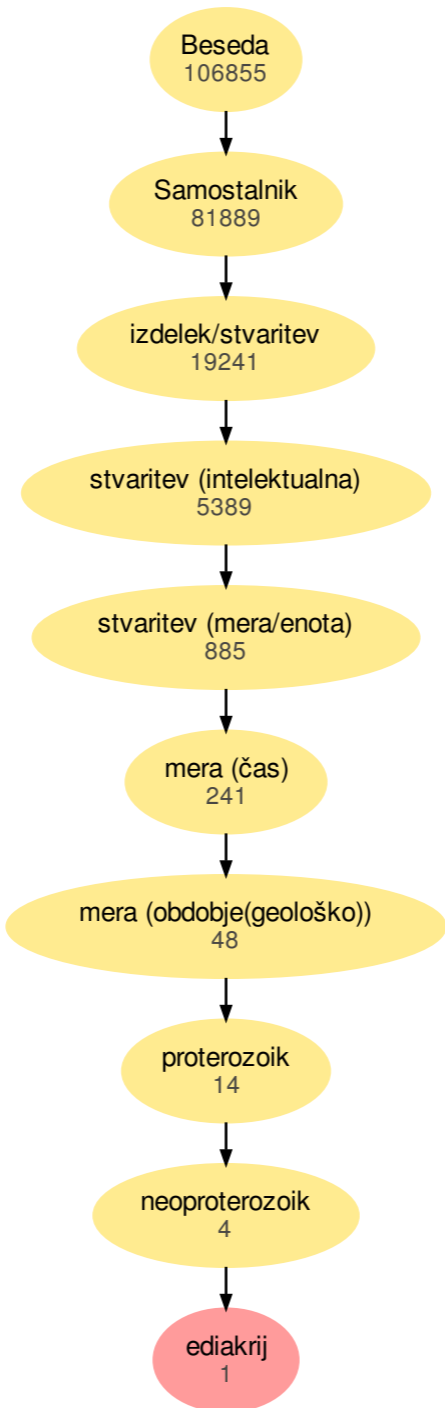 Beseda
106855
Samostalnik
81889
izdelek/stvaritev
19241
stvaritev (intelektualna)
5389
stvaritev (mera/enota)
885
mera (čas)
241
mera (obdobje(geološko))
48
proterozoik
14
neoproterozoik
4
ediakrij
1